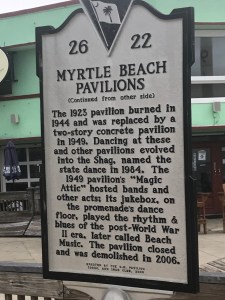 26 22
MYRTLE BEACH
PAVILIONS
(Continued from other side)
The 1925 pavilion burned in
1944 and was replaced by a
two-story concrete pavilion
in 1949. Dancing at these
and other pavilions evolved
into the Shag, named the
state dance in 1984. The
1949 pavilion's "Magic
Attic" hosted bands and
other acts; its jukebox, on
the promenade's dance
floor, played the rhythm &
blues of the post-World War
II era, later called Beach
Music. The pavilion closed
and was demolished in 2006.